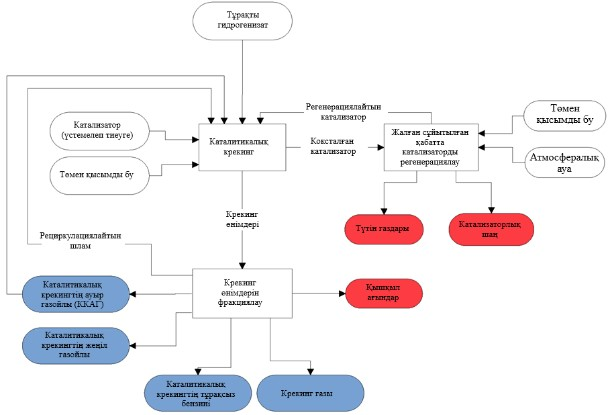 Тұрақты
гидрогенизат
Катализатор
(үстемелеп тиеуге)
Төмен қысымды бу
Каталитикалық
крекинг
Регенерациялайтын
катализатор
Коксталған
катализатор
Жалған сұйытылған
қабатта
катализаторды
регенерациялау
Төмен
қысымды бу
Атмосфералық
ауа
Түтін газдары
Катализаторлық
шаң
Крекинг
өнімдері
Рециркуляциялайтын
шлам
Каталитикалық
крекингтің ауыр
газойлы (ККАГ)
Крекинг
өнімдерін
фракциялау
Қышқыл
ағындар
Каталитикалық
крекингтің жеңіл
газойлы
Каталитикалық
крекингтің тұрақсыз
бензині
Крекинг газы